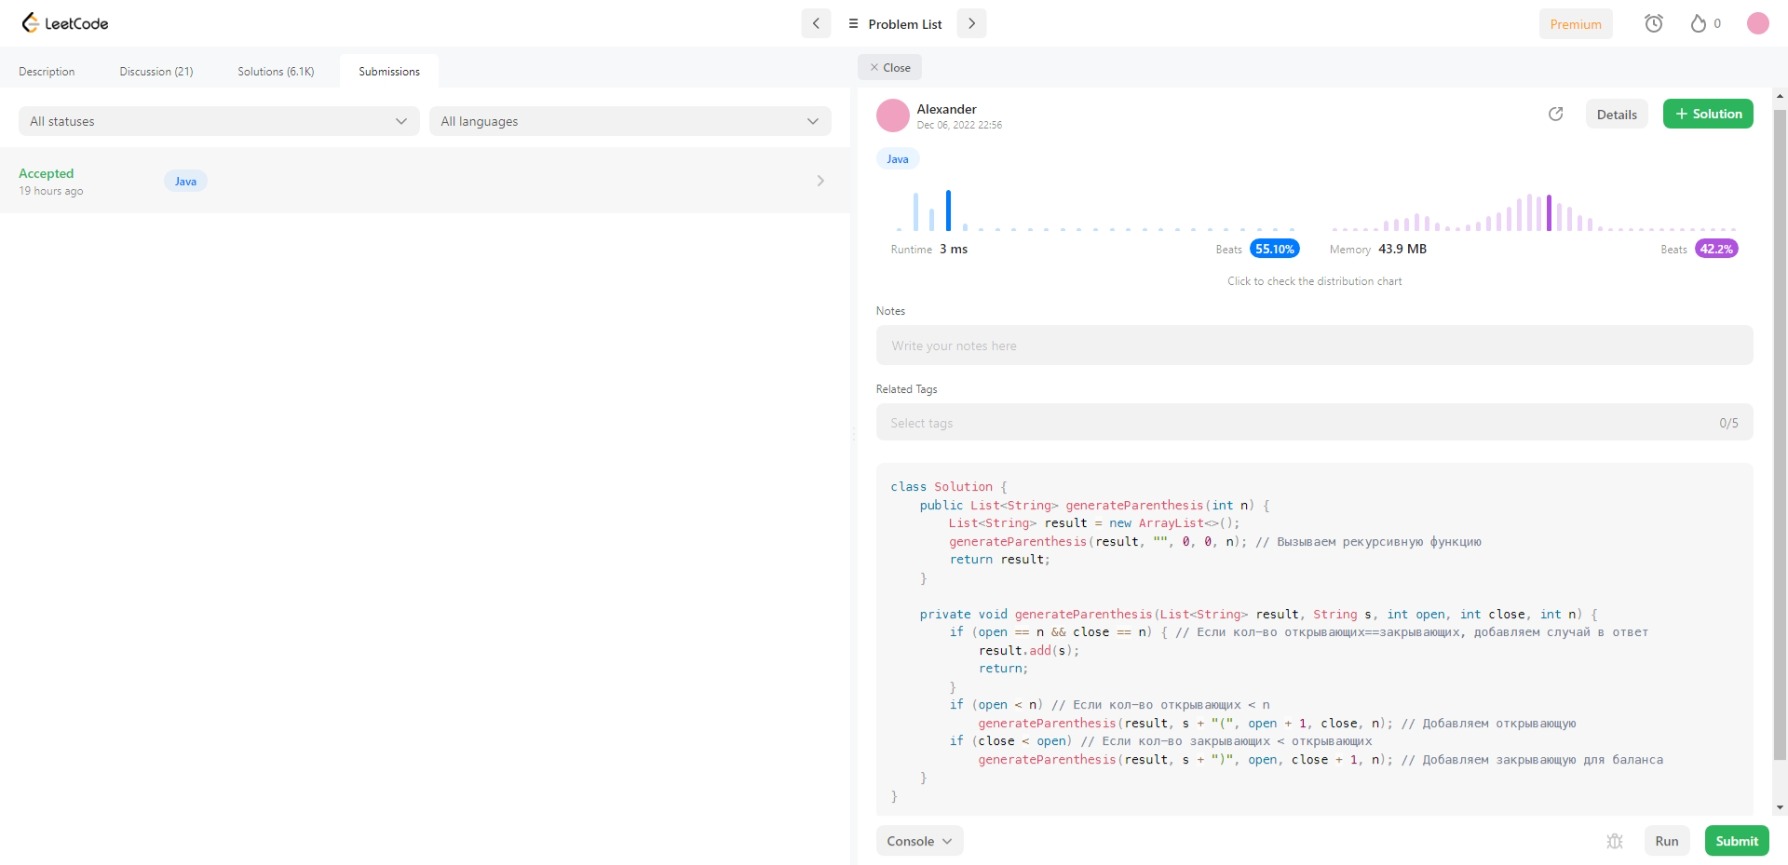 LeetCode
Problem List
Premium
0
Description
Discussion (21)
Solutions (6.1K)
Submissions
Close
All statuses
All languages
Accepted
19 hours ago
Java
Alexander
Dec 06, 2022 22:56
Details
+ Solution
Java
Runtime 3 ms
Beats 55.10%
Memory 43.9 MB
Beats 42.2%
Click to check the distribution chart
Notes
Write your notes here
Related Tags
Select tags
0/5
class Solution {
    public List<String> generateParenthesis(int n) {
        List<String> result = new ArrayList<>();
        generateParenthesis(result, "", 0, 0, n); // Вызываем рекурсивную функцию
        return result;
    }

    private void generateParenthesis(List<String> result, String s, int open, int close, int n) {
        if (open == n && close == n) { // Если кол-во открывающих==закрывающих, добавляем случай в ответ
            result.add(s);
            return;
        }
        if (open < n) // Если кол-во открывающих < n
            generateParenthesis(result, s + "(", open + 1, close, n); // Добавляем открывающую
        if (close < open) // Если кол-во закрывающих < открывающих
            generateParenthesis(result, s + ")", open, close + 1, n); // Добавляем закрывающую для баланса
    }
}
Console
Run
Submit